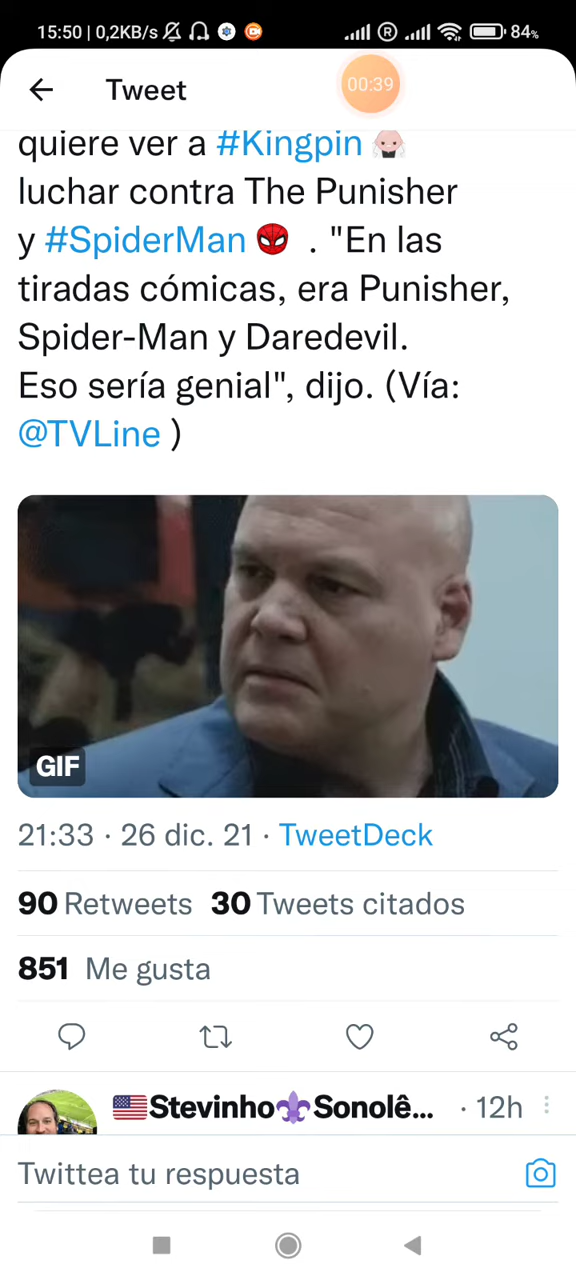 15:50 | 0,2KB/s
84%
Tweet
00:39
quiere ver a #Kingpin
luchar contra The Punisher
y #SpiderMan . "En las
tiradas cómicas, era Punisher,
Spider-Man y Daredevil.
Eso sería genial", dijo. (Vía:
@TVLine )
GIF
21:33 · 26 dic. 21 · TweetDeck
90 Retweets 30 Tweets citados
851 Me gusta
🇺🇸Stevinho⚜Sonolê... · 12h
Twittea tu respuesta